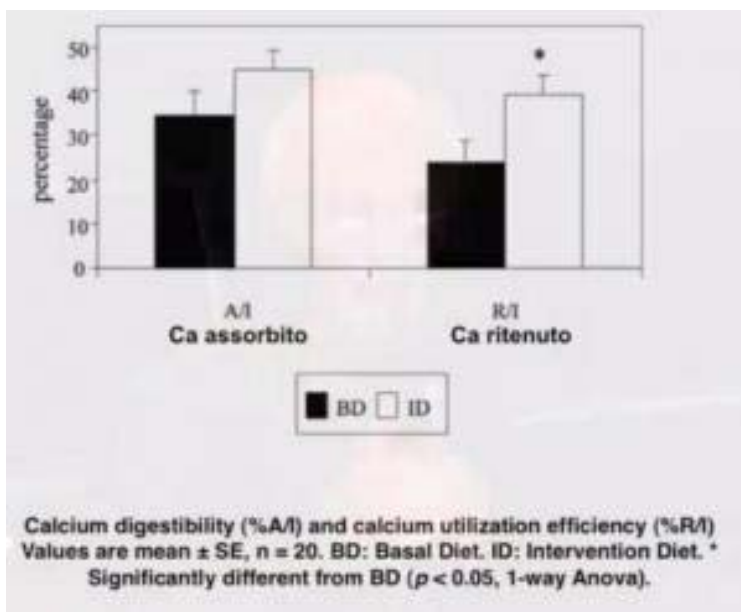 50
40
30
20
10
0
percentage
*
A/I
R/I
Ca assorbito
Ca ritenuto
BD
ID
Calcium digestibility (%A/I) and calcium utilization efficiency (%R/I)
Values are mean ± SE, n = 20. BD: Basal Diet. ID: Intervention Diet. *
Significantly different from BD (p < 0.05, 1-way Anova).